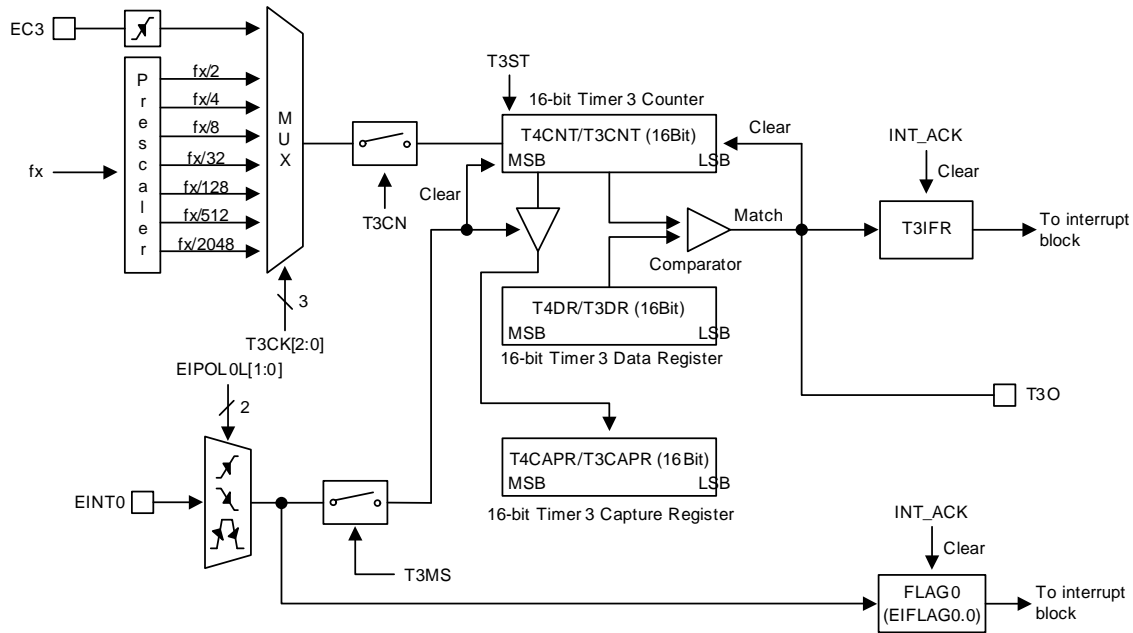 EC3
Prescaler
fx/2
fx/4
fx/8
fx/32
fx/128
fx/512
fx/2048
fx
MUX
3
T3CK[2:0]
T3CN
T3ST
16-bit Timer 3 Counter
T4CNT/T3CNT (16Bit)
MSB LSB
Clear
Clear
Match
Comparator
T4DR/T3DR (16Bit)
MSB LSB
16-bit Timer 3 Data Register
INT_ACK
Clear
T3IFR
To interrupt
block
T3O
EIPOL0L[1:0]
2
EINT0
T3MS
T4CAPR/T3CAPR (16Bit)
MSB LSB
16-bit Timer 3 Capture Register
INT_ACK
Clear
FLAG0
(EIFLAG0.0)
To interrupt
block